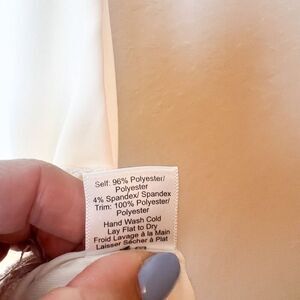 Self: 96% Polyester/
Polyester
4% Spandex/ Spandex
Trim: 100% Polyester/
Polyester
Hand Wash Cold
Lay Flat to Dry
Froid Lavage à la Main
Laisser Sécher à Plat